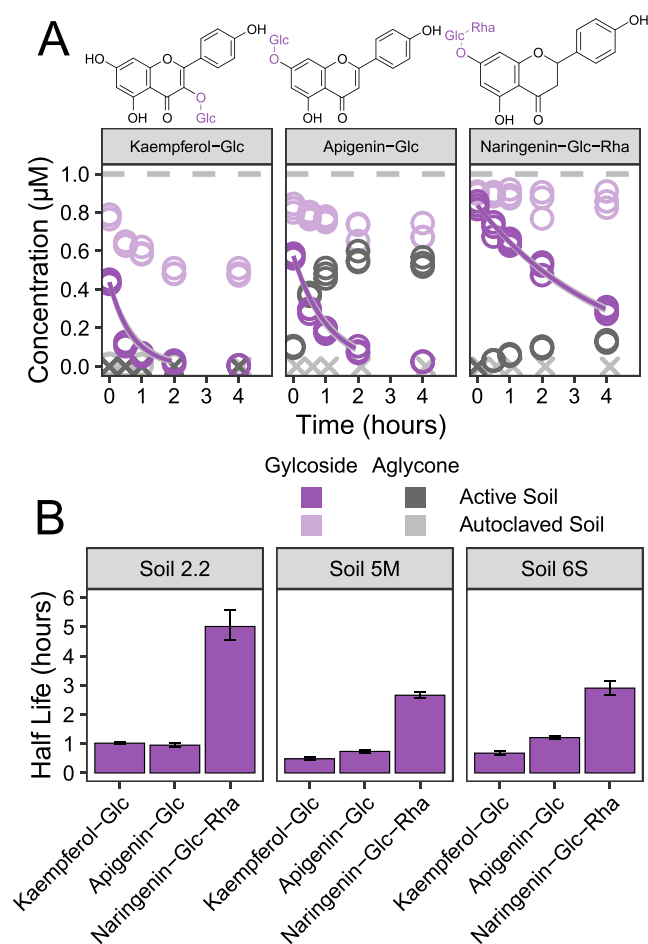 A
OH
Glc
OH
Glc
Rha
OH
HO
O
O
O
O
O
O
OH
O
Glc
OH
O
OH
O
Kaempferol−Glc
Apigenin−Glc
Naringenin−Glc−Rha
Concentration (µM)
1.0
0.8
0.6
0.4
0.2
0.0
0 1 2 3 4
0 1 2 3 4
0 1 2 3 4
Time (hours)
Gylcoside Aglycone
Active Soil
Autoclaved Soil
B
Soil 2.2
Soil 5M
Soil 6S
Half Life (hours)
6
5
4
3
2
1
0
Kaempferol−Glc
Apigenin−Glc
Naringenin−Glc−Rha
Kaempferol−Glc
Apigenin−Glc
Naringenin−Glc−Rha
Kaempferol−Glc
Apigenin−Glc
Naringenin−Glc−Rha